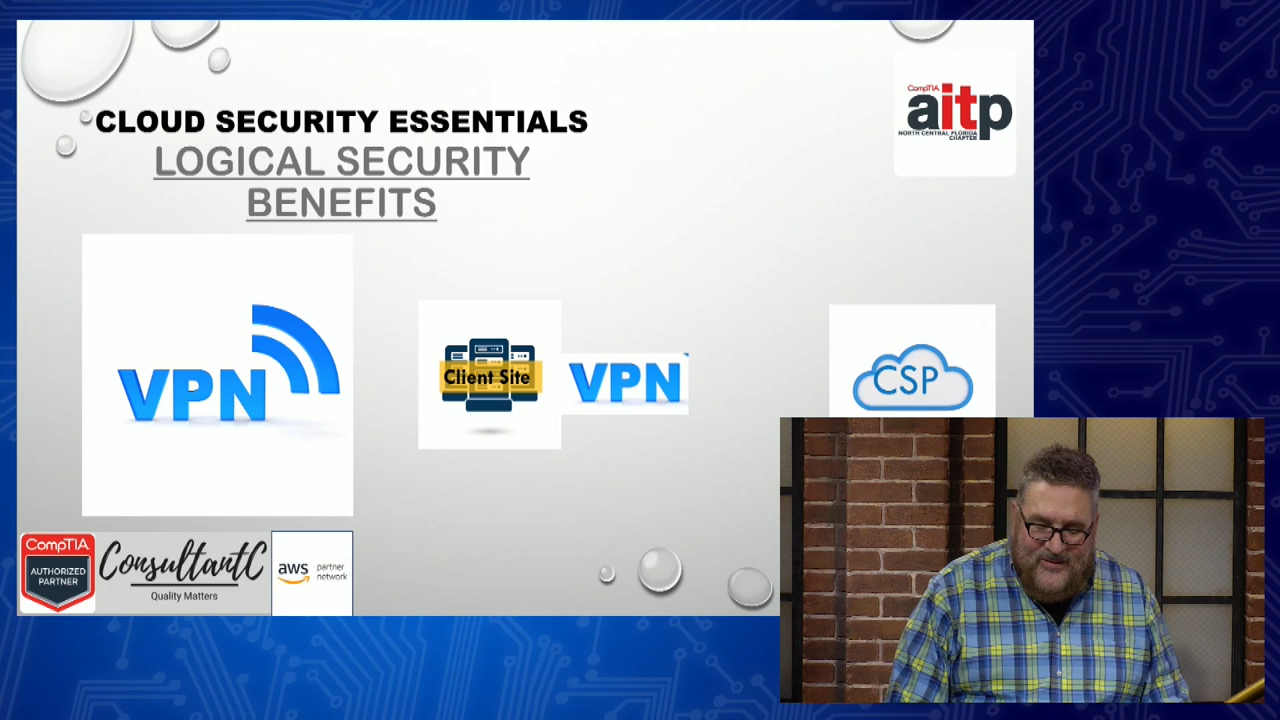 CLOUD SECURITY ESSENTIALS
LOGICAL SECURITY
BENEFITS
CompTIA
aitp
NORTH CENTRAL FLORIDA
CHAPTER
VPN
Client Site
VPN
CSP
CompTIA
AUTHORIZED
PARTNER
ConsultantC
Quality Matters
aws partner
network